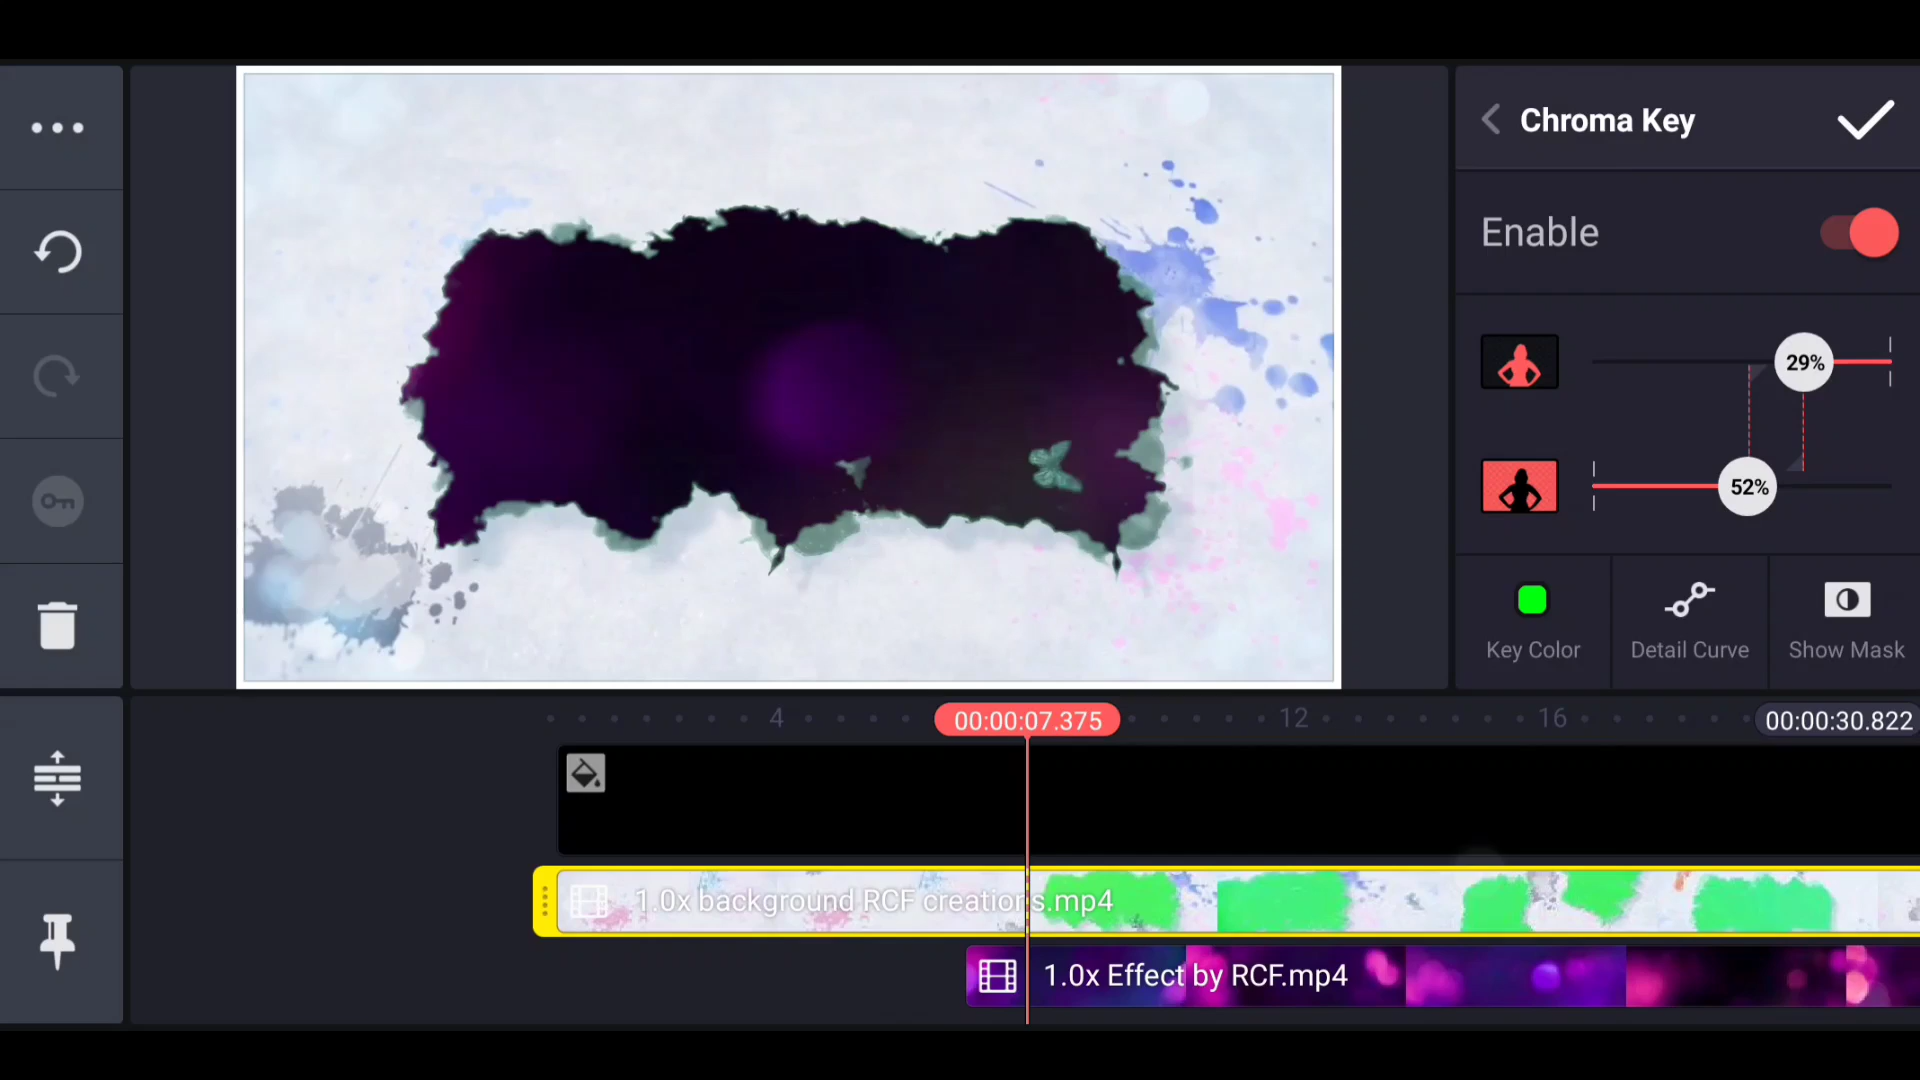 Chroma Key
Enable
29%
52%
Key Color
Detail Curve
Show Mask
4
00:00:07.375
12
16
00:00:30.822
1.0x background RCF creations.mp4
1.0x Effect by RCF.mp4